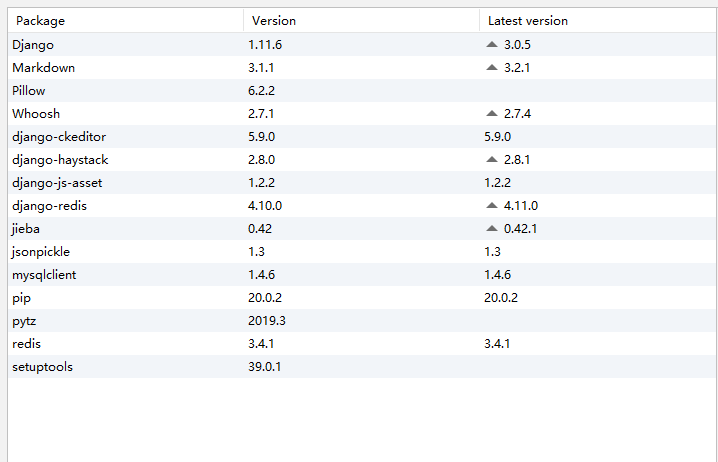 Package Version Latest version
Django 1.11.6 3.0.5
Markdown 3.1.1 3.2.1
Pillow 6.2.2
Whoosh 2.7.1 2.7.4
django-ckeditor 5.9.0 5.9.0
django-haystack 2.8.0 2.8.1
django-js-asset 1.2.2 1.2.2
django-redis 4.10.0 4.11.0
jieba 0.42 0.42.1
jsonpickle 1.3 1.3
mysqlclient 1.4.6 1.4.6
pip 20.0.2 20.0.2
pytz 2019.3
redis 3.4.1 3.4.1
setuptools 39.0.1